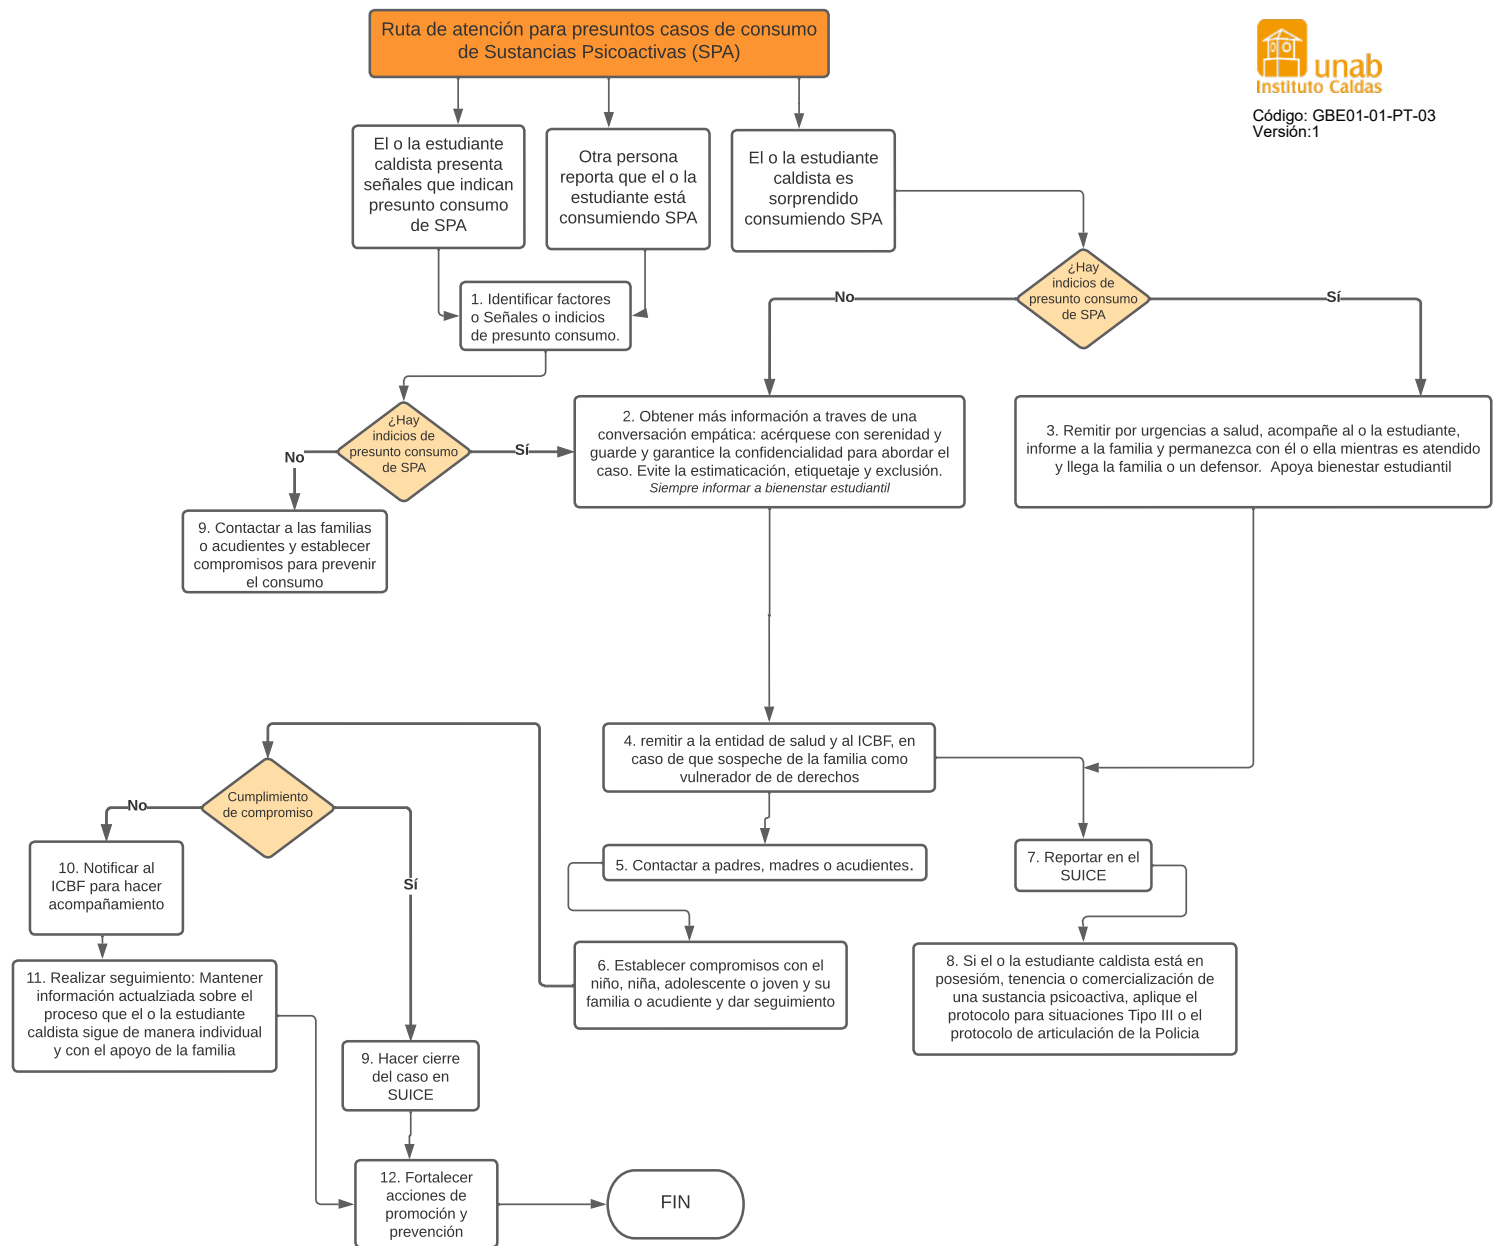 Ruta de atención para presuntos casos de consumo
de Sustancias Psicoactivas (SPA)
unab
Instituto Caldas
Código: GBE01-01-PT-03
Versión:1
El o la estudiante
caldista presenta
señales que indican
presunto consumo
de SPA
Otra persona
reporta que el o la
estudiante está
consumiendo SPA
El o la estudiante
caldista es
sorprendido
consumiendo SPA
¿Hay
indicios de
presunto consumo
de SPA
No
Sí
1. Identificar factores
o Señales o indicios
de presunto consumo.
¿Hay
indicios de
presunto consumo
de SPA
No
Sí
2. Obtener más información a traves de una
conversación empática: acérquese con serenidad y
guarde y garantice la confidencialidad para abordar el
caso. Evite la estimaticación, etiquetaje y exclusión.
Siempre informar a bienenstar estudiantil
3. Remitir por urgencias a salud, acompañe al o la estudiante,
informe a la familia y permanezca con él o ella mientras es atendido
y llega la familia o un defensor. Apoya bienestar estudiantil
9. Contactar a las familias
o acudientes y establecer
compromisos para prevenir
el consumo
4. remitir a la entidad de salud y al ICBF, en
caso de que sospeche de la familia como
vulnerador de de derechos
Cumplimiento
de compromiso
No
Sí
5. Contactar a padres, madres o acudientes.
7. Reportar en el
SUICE
10. Notificar al
ICBF para hacer
acompañamiento
6. Establecer compromisos con el
niño, niña, adolescente o joven y su
familia o acudiente y dar seguimiento
8. Si el o la estudiante caldista está en
posesióm, tenencia o comercialización de
una sustancia psicoactiva, aplique el
protocolo para situaciones Tipo III o el
protocolo de articulación de la Policia
11. Realizar seguimiento: Mantener
información actualziada sobre el
proceso que el o la estudiante
caldista sigue de manera individual
y con el apoyo de la familia
9. Hacer cierre
del caso en
SUICE
12. Fortalecer
acciones de
promoción y
prevención
FIN